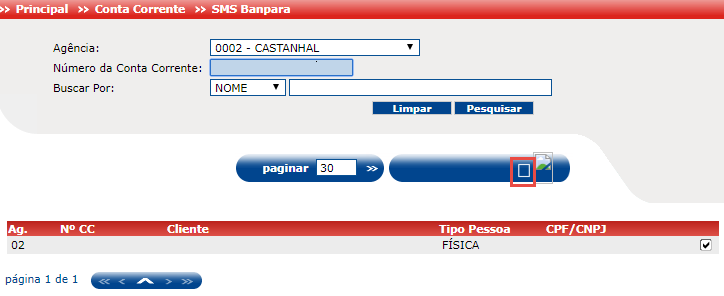 >> Principal >> Conta Corrente >> SMS Banpara
Agência: 0002 - CASTANHAL
Número da Conta Corrente:
Buscar Por: NOME
Limpar Pesquisar
paginar 30 >>
Ag. Nº CC Cliente Tipo Pessoa CPF/CNPJ
02 FÍSICA
página 1 de 1 << < > >>